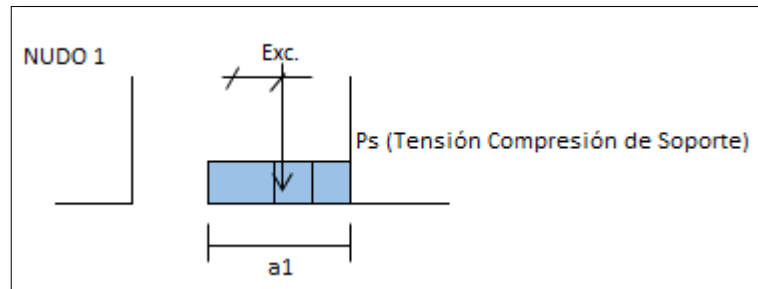 NUDO 1
Exc.
Ps (Tensión Compresión de Soporte)
a1